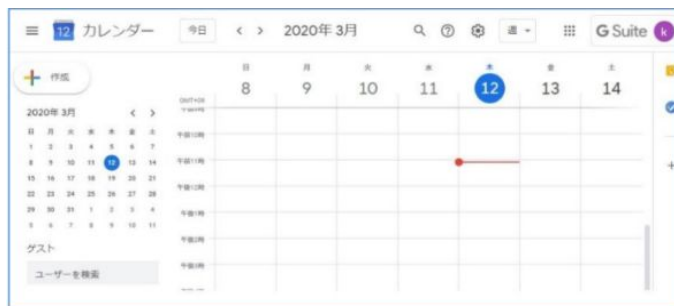 12 カレンダー 今日 < > 2020年 3月 週 G Suite k
作成
日 月 火 水 木 金 土
8 9 10 11 12 13 14
2020年 3月 < >
日 月 火 水 木 金 土
1 2 3 4 5 6 7
8 9 10 11 12 13 14
15 16 17 18 19 20 21
22 23 24 25 26 27 28
29 30 31 1 2 3 4
5 6 7 8 9 10 11
ゲスト
ユーザーを検索
GMT+09
午前10時
午前11時
午後12時
午後1時
午後2時
午後3時